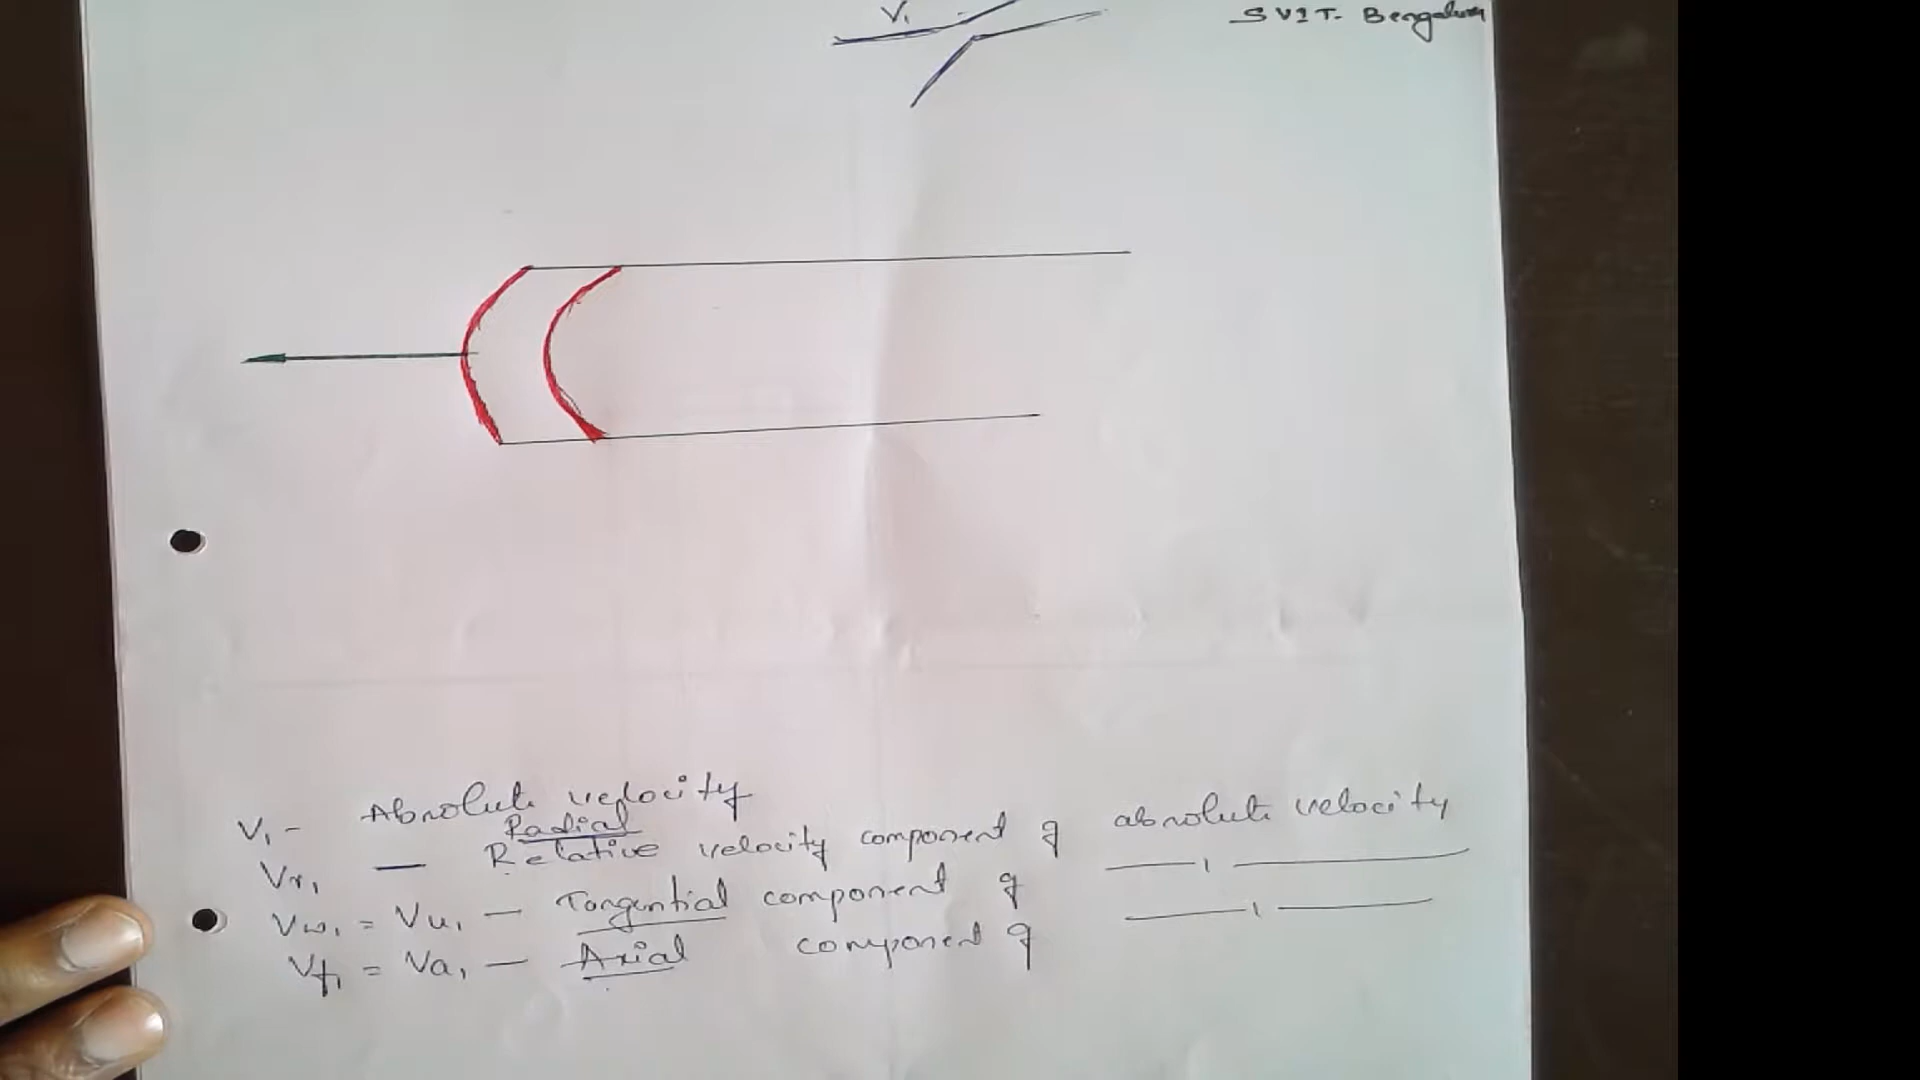 V₁
SVIT- Bengaluru
V₁ - Absolute velocity
Radial
Vr₁ — Relative velocity component of absolute velocity
Vw₁ = Vu₁ — Tangential component of —— 〃 ——
Vf₁ = Va₁ — Axial component of —— 〃 ——